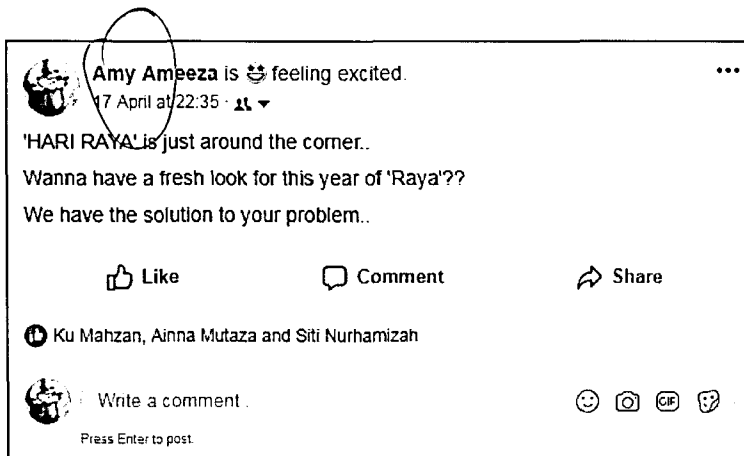 Amy Ameeza is feeling excited.
17 April at 22:35
'HARI RAYA' is just around the corner..
Wanna have a fresh look for this year of 'Raya'??
We have the solution to your problem..
Like Comment Share
Ku Mahzan, Ainna Mutaza and Siti Nurhamizah
Write a comment.
GIF
Press Enter to post.